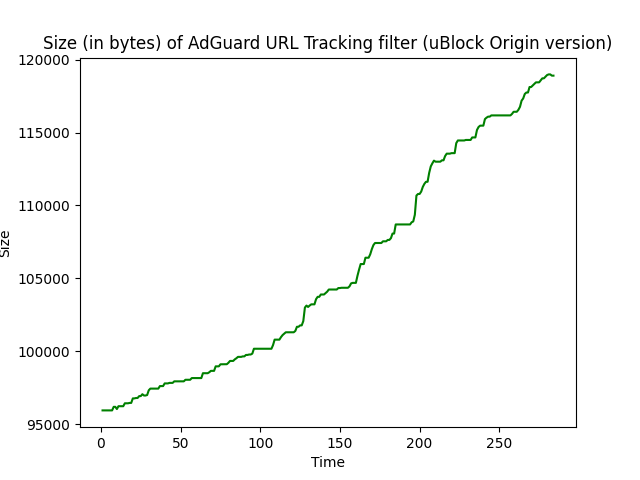 Size (in bytes) of AdGuard URL Tracking filter (uBlock Origin version)
120000
115000
110000
105000
100000
95000
Size
0 50 100 150 200 250
Time